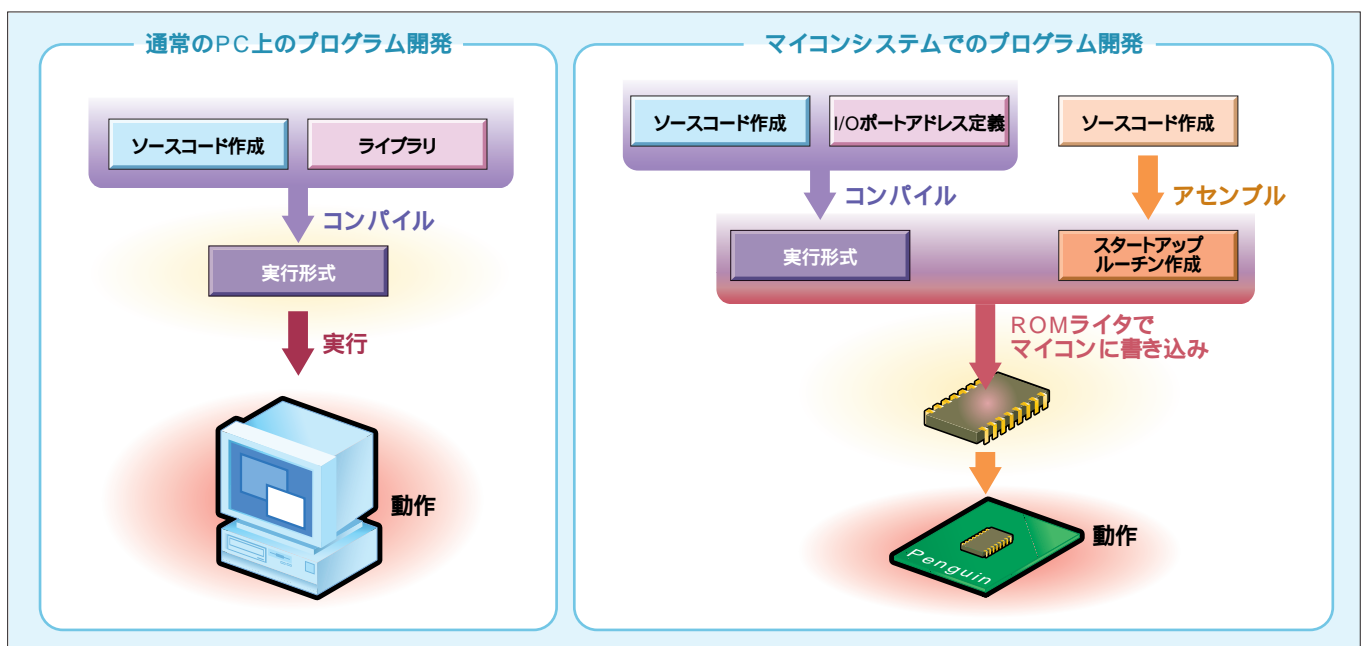 通常のPC上のプログラム開発
ソースコード作成
ライブラリ
コンパイル
実行形式
実行
動作
マイコンシステムでのプログラム開発
ソースコード作成
I/Oポートアドレス定義
ソースコード作成
コンパイル
アセンブル
実行形式
スタートアップ
ルーチン作成
ROMライタで
マイコンに書き込み
動作
Penguin